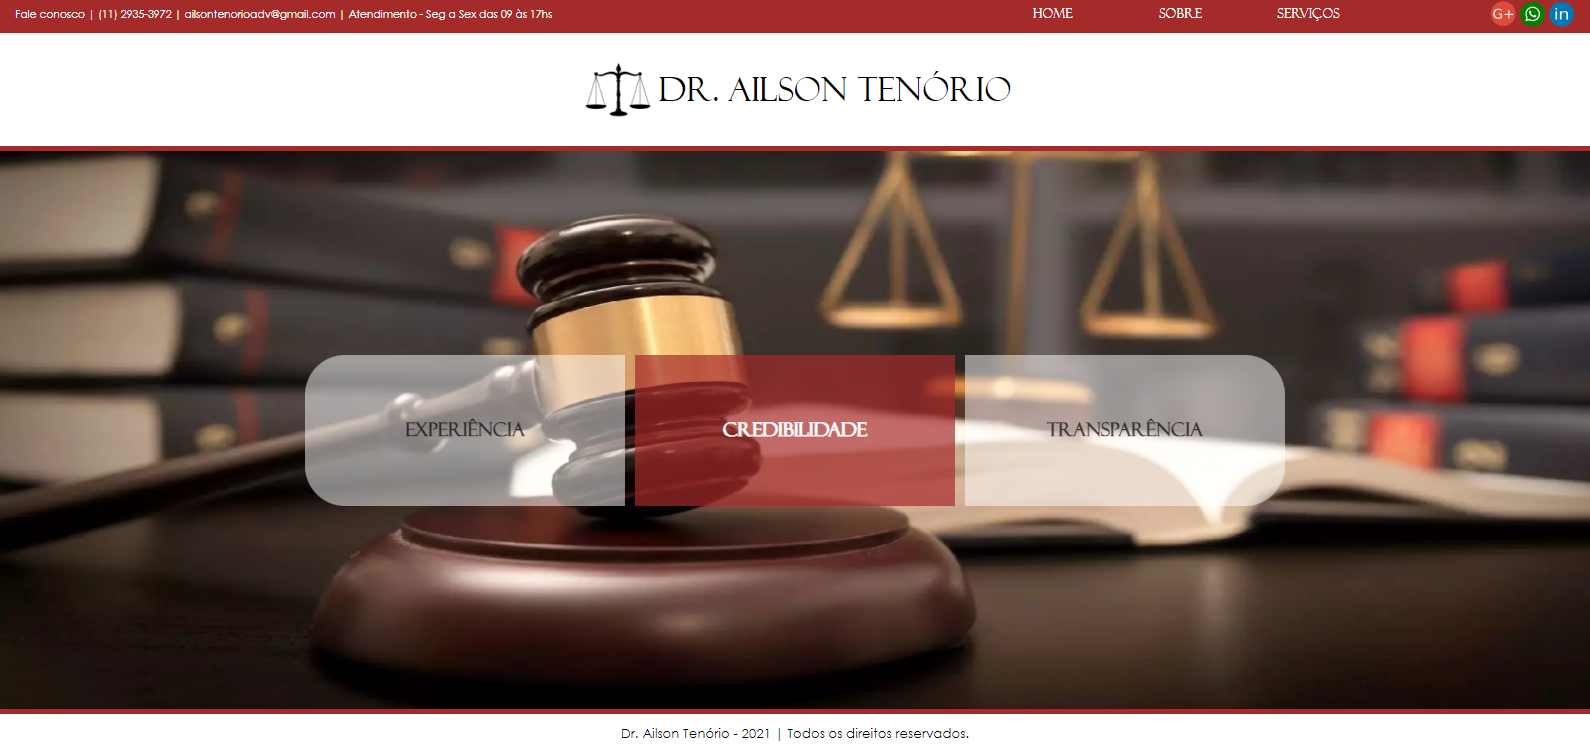 Fale conosco | (11) 2935-3972 | ailsontenorioadv@gmail.com | Atendimento - Seg a Sex das 09 às 17hs
HOME SOBRE SERVIÇOS
G+ in
DR. AILSON TENÓRIO
EXPERIÊNCIA
CREDIBILIDADE
TRANSPARÊNCIA
Dr. Ailson Tenório - 2021 | Todos os direitos reservados.